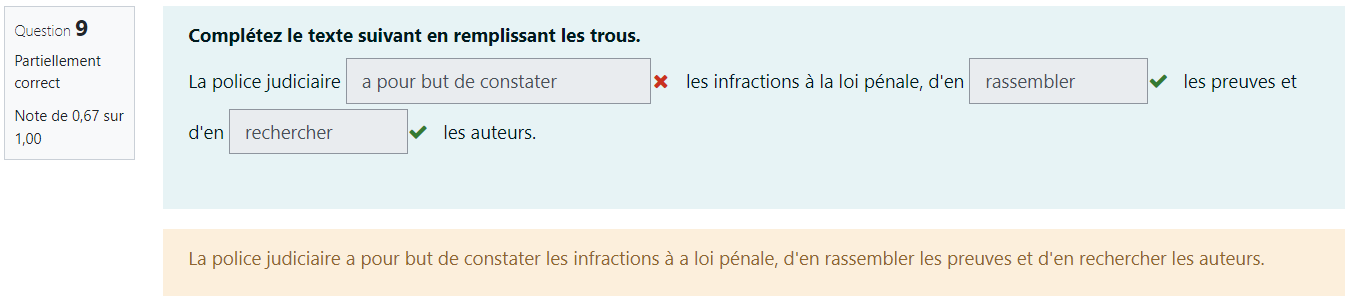 Question 9
Partiellement
correct
Note de 0,67 sur
1,00
Complétez le texte suivant en remplissant les trous.
La police judiciaire a pour but de constater les infractions à la loi pénale, d'en rassembler les preuves et
d'en rechercher les auteurs.
La police judiciaire a pour but de constater les infractions à a loi pénale, d'en rassembler les preuves et d'en rechercher les auteurs.